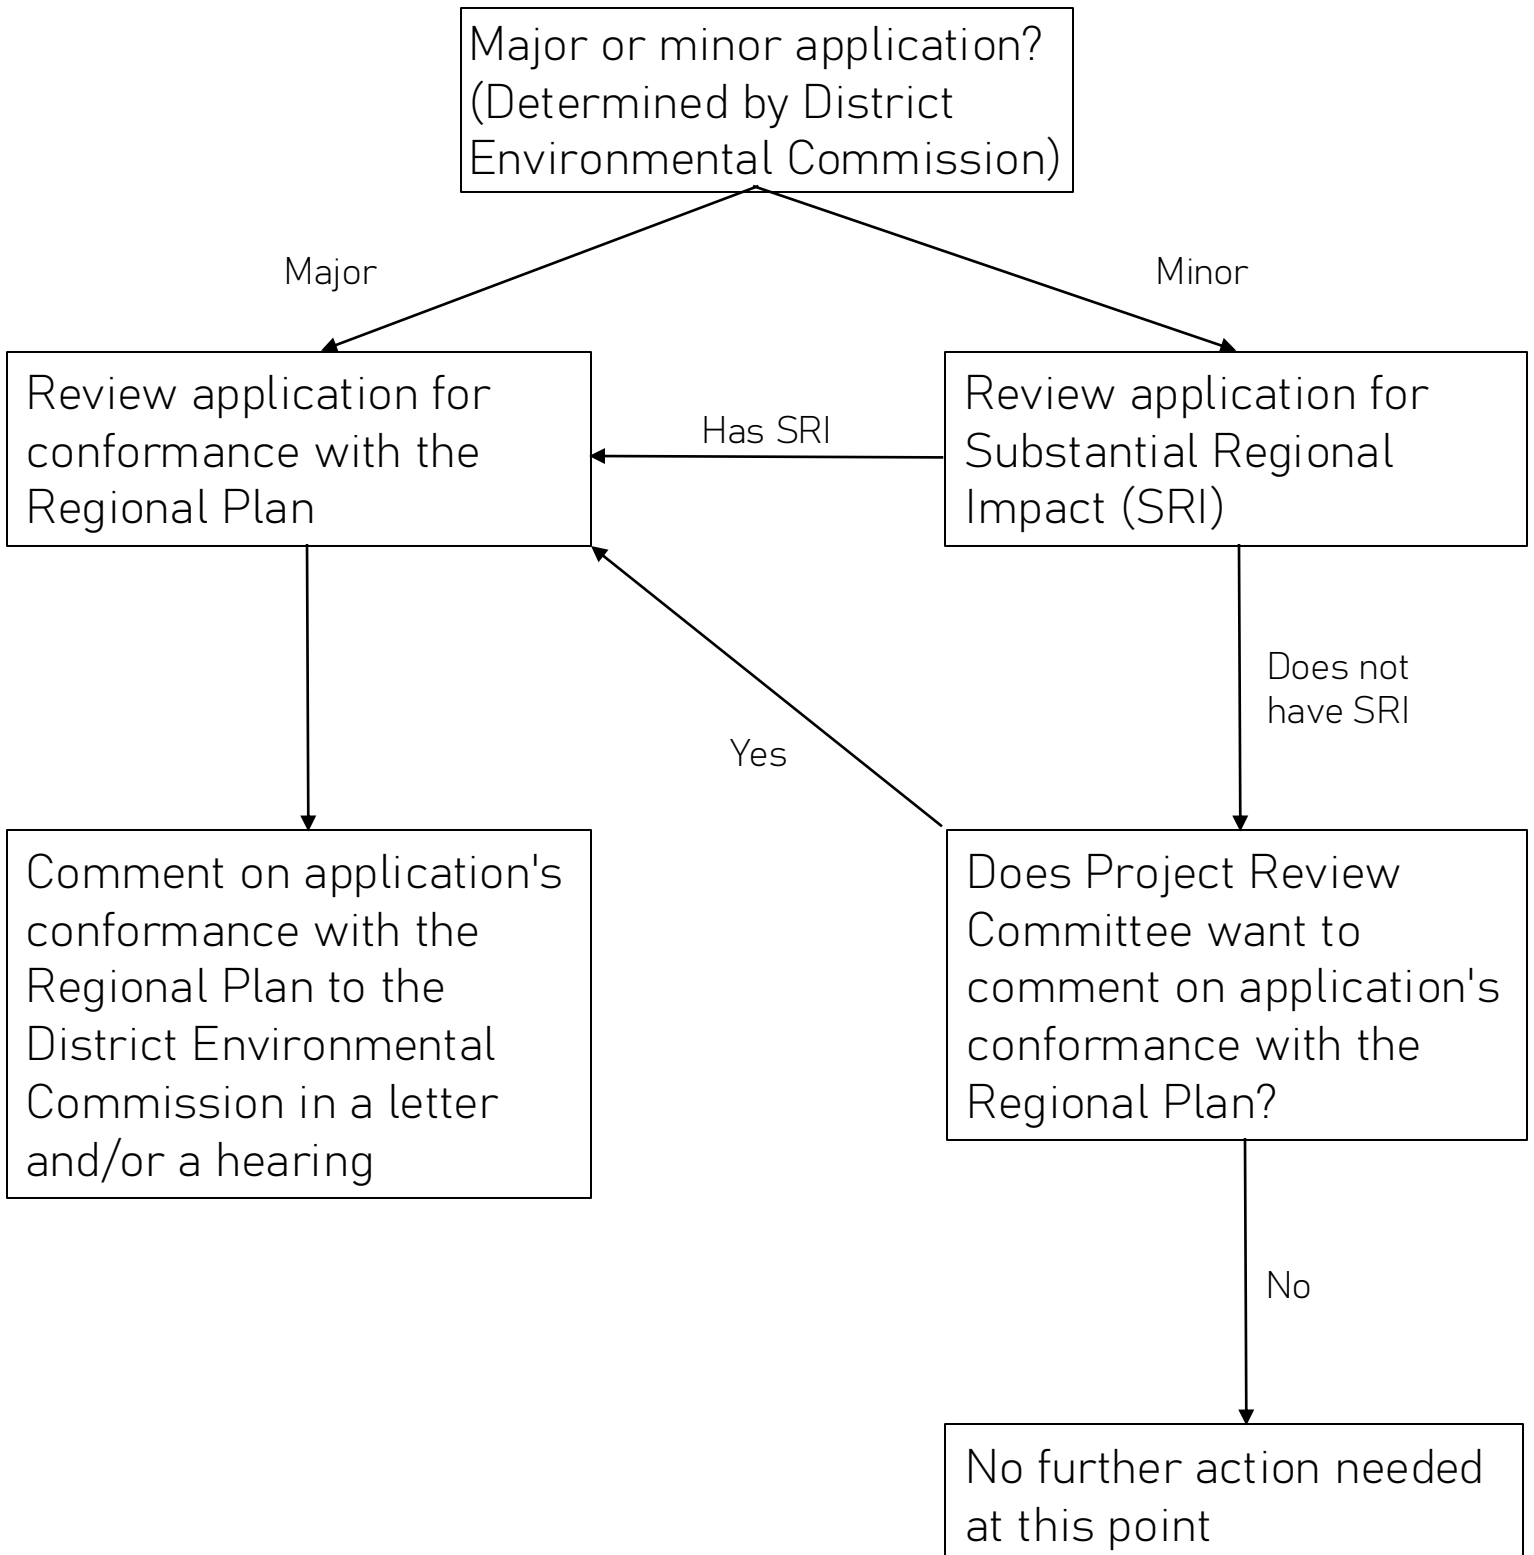 Major or minor application?
(Determined by District
Environmental Commission)
Major
Minor
Review application for
conformance with the
Regional Plan
Has SRI
Review application for
Substantial Regional
Impact (SRI)
Does not
have SRI
Yes
Comment on application's
conformance with the
Regional Plan to the
District Environmental
Commission in a letter
and/or a hearing
Does Project Review
Committee want to
comment on application's
conformance with the
Regional Plan?
No
No further action needed
at this point